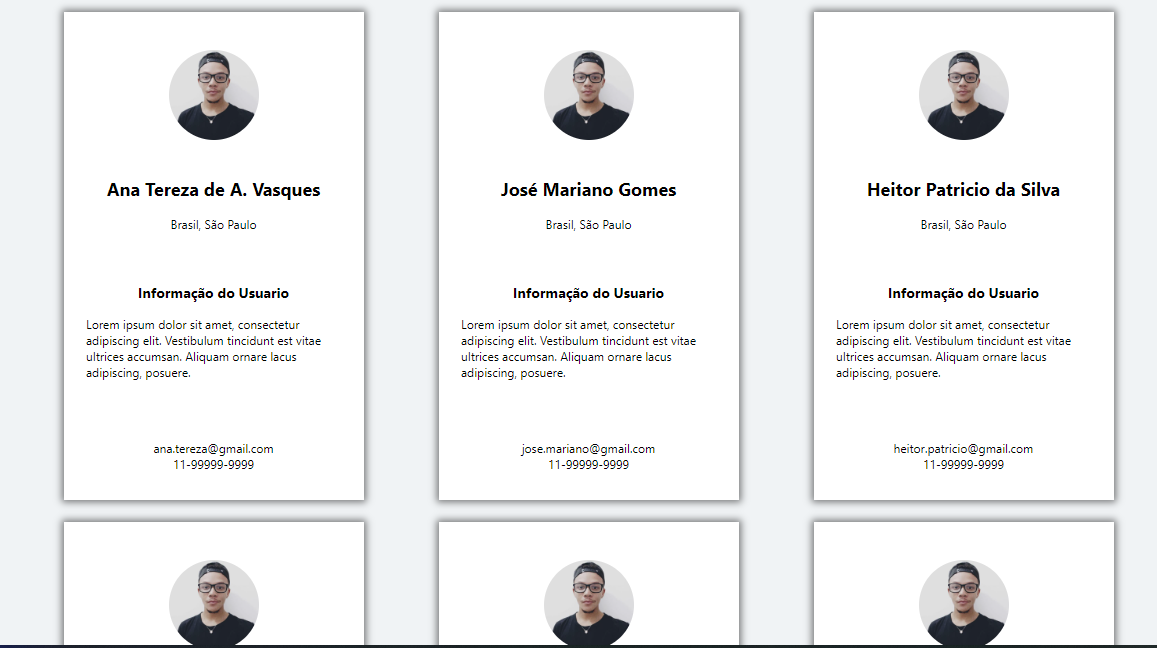 Ana Tereza de A. Vasques
Brasil, São Paulo
Informação do Usuario
Lorem ipsum dolor sit amet, consectetur
adipiscing elit. Vestibulum tincidunt est vitae
ultrices accumsan. Aliquam ornare lacus
adipiscing, posuere.
ana.tereza@gmail.com
11-99999-9999
José Mariano Gomes
Brasil, São Paulo
Informação do Usuario
Lorem ipsum dolor sit amet, consectetur
adipiscing elit. Vestibulum tincidunt est vitae
ultrices accumsan. Aliquam ornare lacus
adipiscing, posuere.
jose.mariano@gmail.com
11-99999-9999
Heitor Patricio da Silva
Brasil, São Paulo
Informação do Usuario
Lorem ipsum dolor sit amet, consectetur
adipiscing elit. Vestibulum tincidunt est vitae
ultrices accumsan. Aliquam ornare lacus
adipiscing, posuere.
heitor.patricio@gmail.com
11-99999-9999